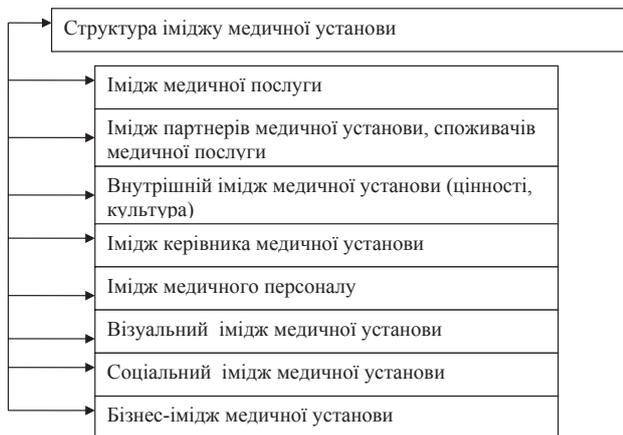 Структура іміджу медичної установи
Імідж медичної послуги
Імідж партнерів медичної установи, споживачів
медичної послуги
Внутрішній імідж медичної установи (цінності,
культура)
Імідж керівника медичної установи
Імідж медичного персоналу
Візуальний імідж медичної установи
Соціальний імідж медичної установи
Бізнес-імідж медичної установи